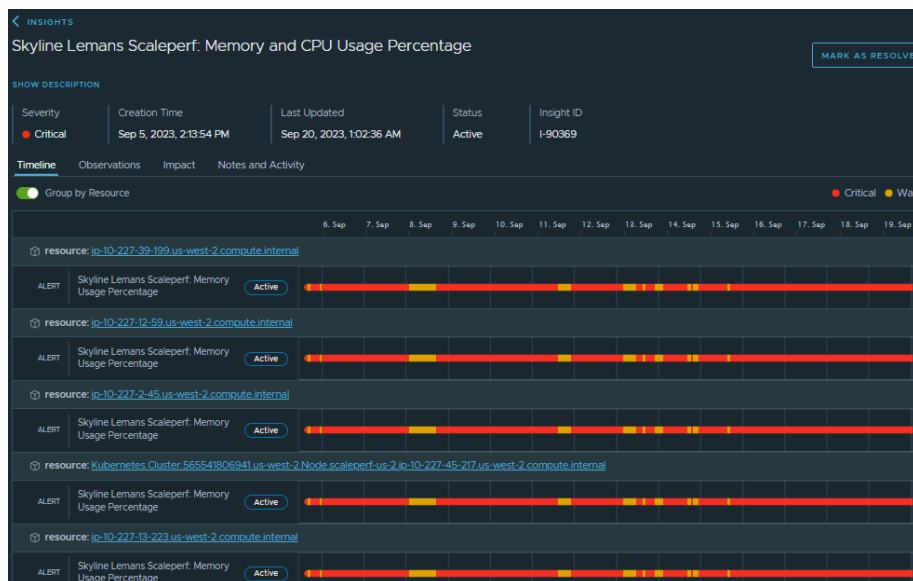 INSIGHTS
Skyline Lemans Scaleperf: Memory and CPU Usage Percentage
MARK AS RESOLVE
SHOW DESCRIPTION
Severity Creation Time Last Updated Status Insight ID
Critical Sep 5, 2023, 2:13:54 PM Sep 20, 2023, 1:02:36 AM Active I-90369
Timeline Observations Impact Notes and Activity
Group by Resource Critical Wa
6. Sep 7. Sep 8. Sep 9. Sep 10. Sep 11. Sep 12. Sep 13. Sep 14. Sep 15. Sep 16. Sep 17. Sep 18. Sep 19. Sep
resource: ip-10-227-39-199.us-west-2.compute.internal
ALERT Skyline Lemans Scaleperf: Memory Active
Usage Percentage
resource: ip-10-227-12-59.us-west-2.compute.internal
ALERT Skyline Lemans Scaleperf: Memory Active
Usage Percentage
resource: ip-10-227-2-45.us-west-2.compute.internal
ALERT Skyline Lemans Scaleperf: Memory Active
Usage Percentage
resource: Kubernetes.Cluster.565541806941.us-west-2.Node.scaleperf-us-2.ip-10-227-45-217.us-west-2.compute.internal
ALERT Skyline Lemans Scaleperf: Memory Active
Usage Percentage
resource: ip-10-227-13-223.us-west-2.compute.internal
ALERT Skyline Lemans Scaleperf: Memory Active
Usage Percentage